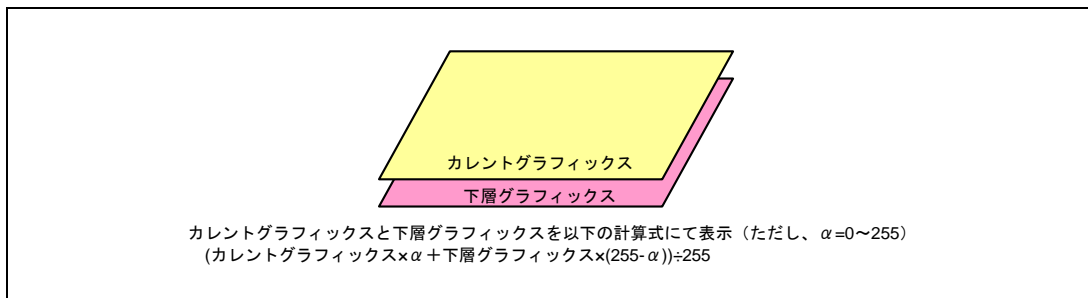 カレントグラフィックス
下層グラフィックス
カレントグラフィックスと下層グラフィックスを以下の計算式にて表示（ただし、α=0～255）
(カレントグラフィックス×α＋下層グラフィックス×(255-α))÷255